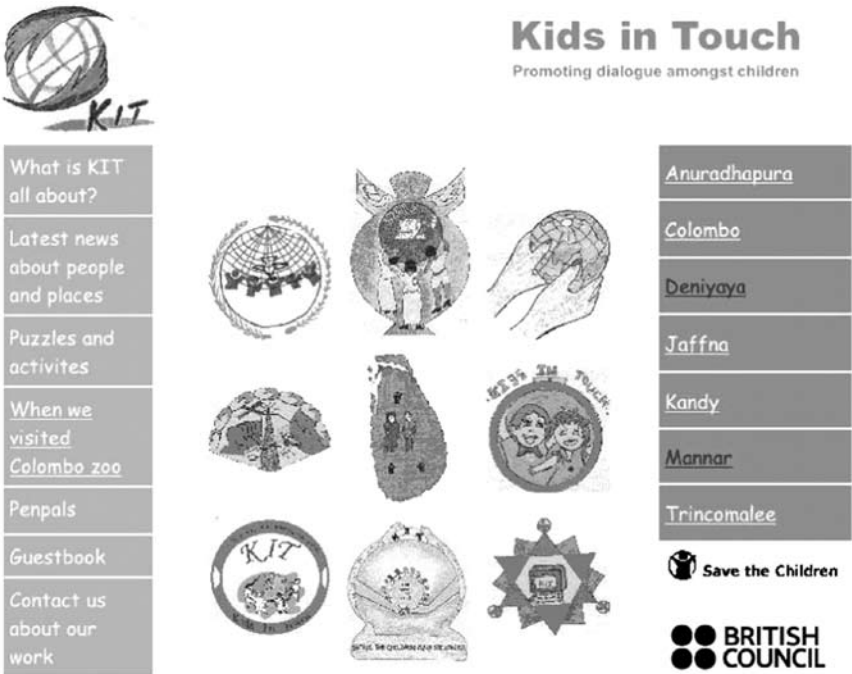 KIT
Kids in Touch
Promoting dialogue amongst children
What is KIT
all about?
Latest news
about people
and places
Puzzles and
activites
When we
visited
Colombo zoo
Penpals
Guestbook
Contact us
about our
work
KIDS IN TOUCH
KIT
KIT
Anuradhapura
Colombo
Deniyaya
Jaffna
Kandy
Mannar
Trincomalee
Save the Children
BRITISH
COUNCIL